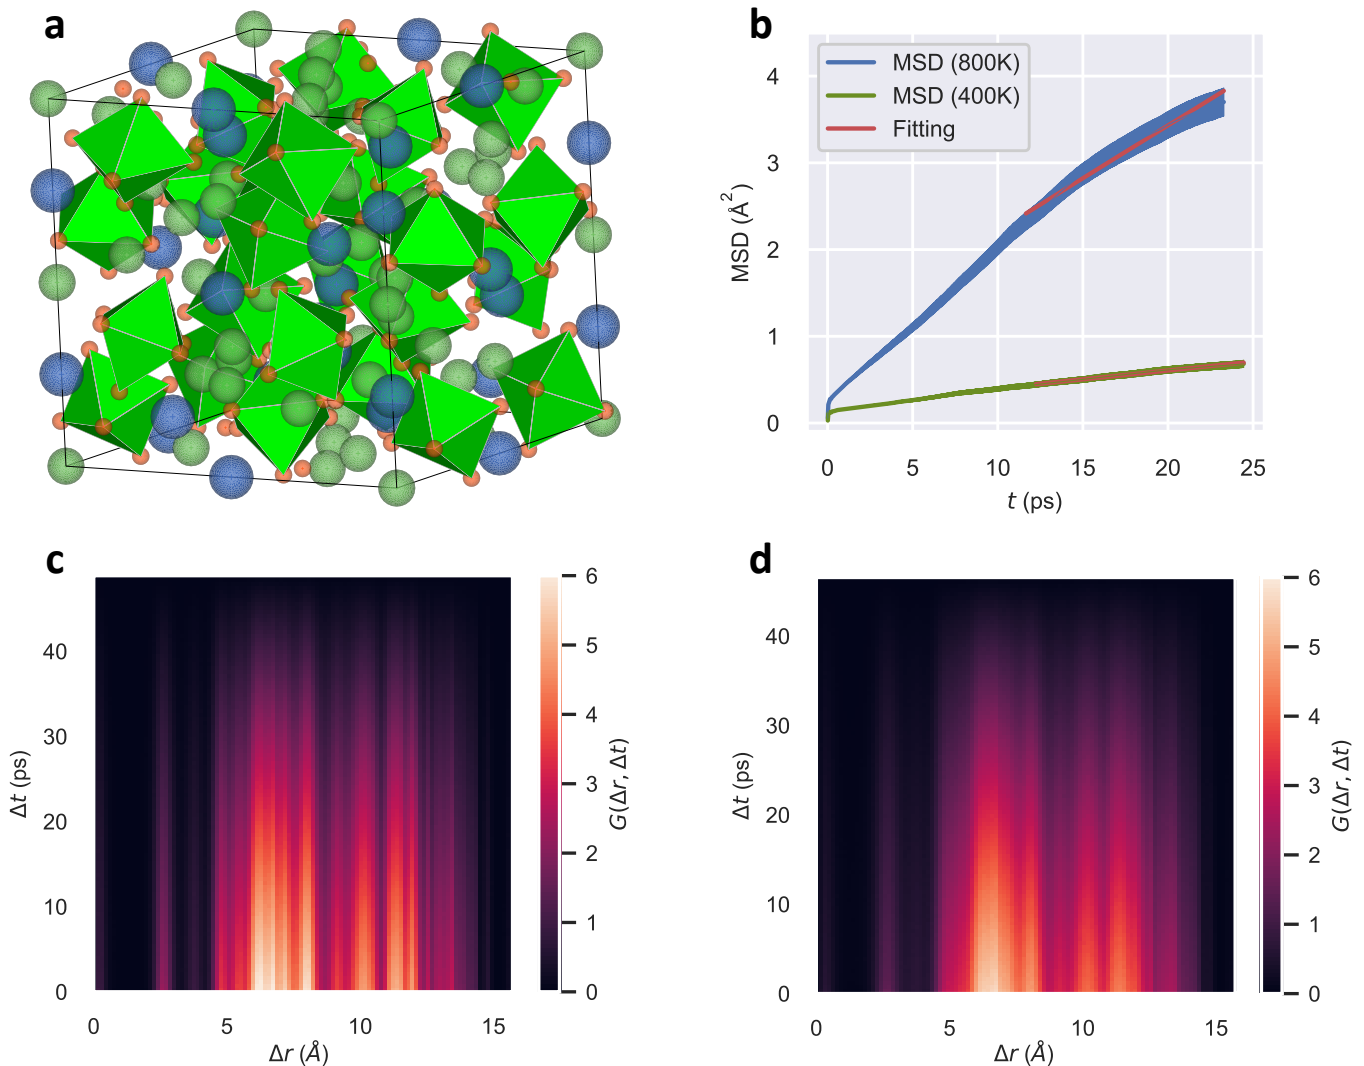 a
b
4
3
2
1
0
MSD (Å²)
MSD (800K)
MSD (400K)
Fitting
0 5 10 15 20 25
t (ps)
c
40
30
20
10
0
Δt (ps)
0 5 10 15
Δr (Å)
6
5
4
3
2
1
0
G(Δr, Δt)
d
40
30
20
10
0
Δt (ps)
0 5 10 15
Δr (Å)
6
5
4
3
2
1
0
G(Δr, Δt)